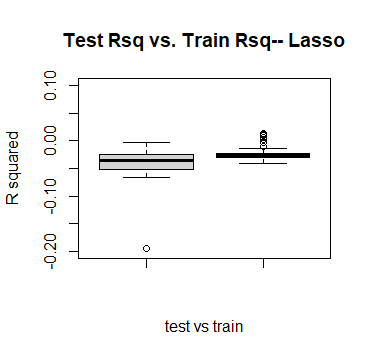 Test Rsq vs. Train Rsq-- Lasso
0.10
0.00
-0.10
-0.20
R squared
test vs train